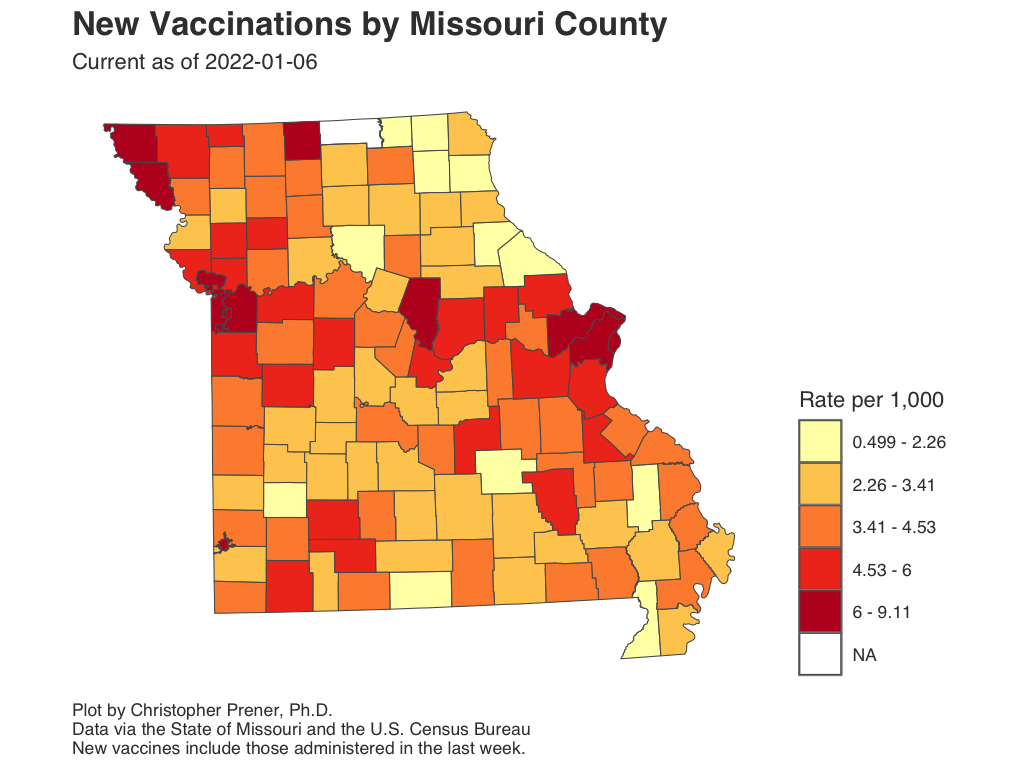 New Vaccinations by Missouri County
Current as of 2022-01-06
Rate per 1,000
0.499 - 2.26
2.26 - 3.41
3.41 - 4.53
4.53 - 6
6 - 9.11
NA
Plot by Christopher Prener, Ph.D.
Data via the State of Missouri and the U.S. Census Bureau
New vaccines include those administered in the last week.